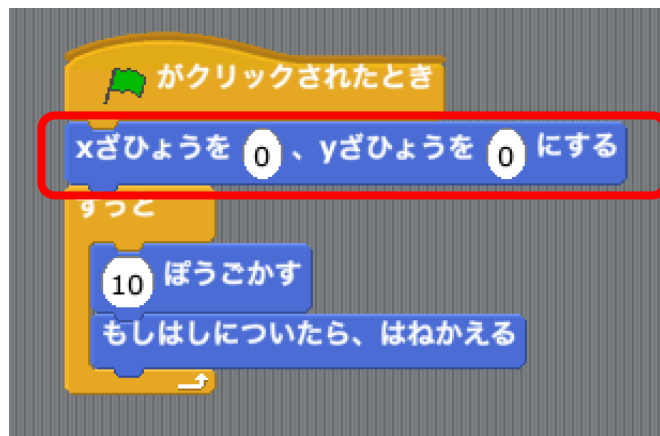 がクリックされたとき
xざひょうを 0 、yざひょうを 0 にする
ずっと
10 ぽうごかす
もしはしについたら、はねかえる